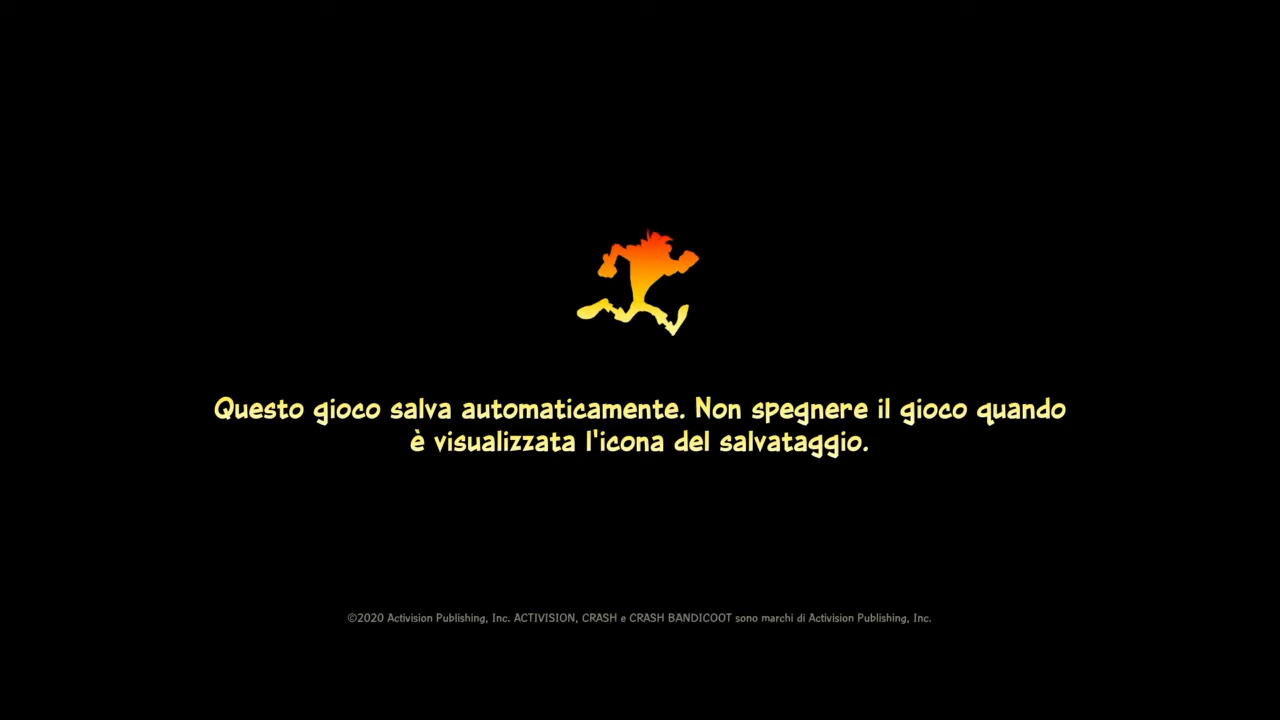 Questo gioco salva automaticamente. Non spegnere il gioco quando
è visualizzata l'icona del salvataggio.
©2020 Activision Publishing, Inc. ACTIVISION, CRASH e CRASH BANDICOOT sono marchi di Activision Publishing, Inc.